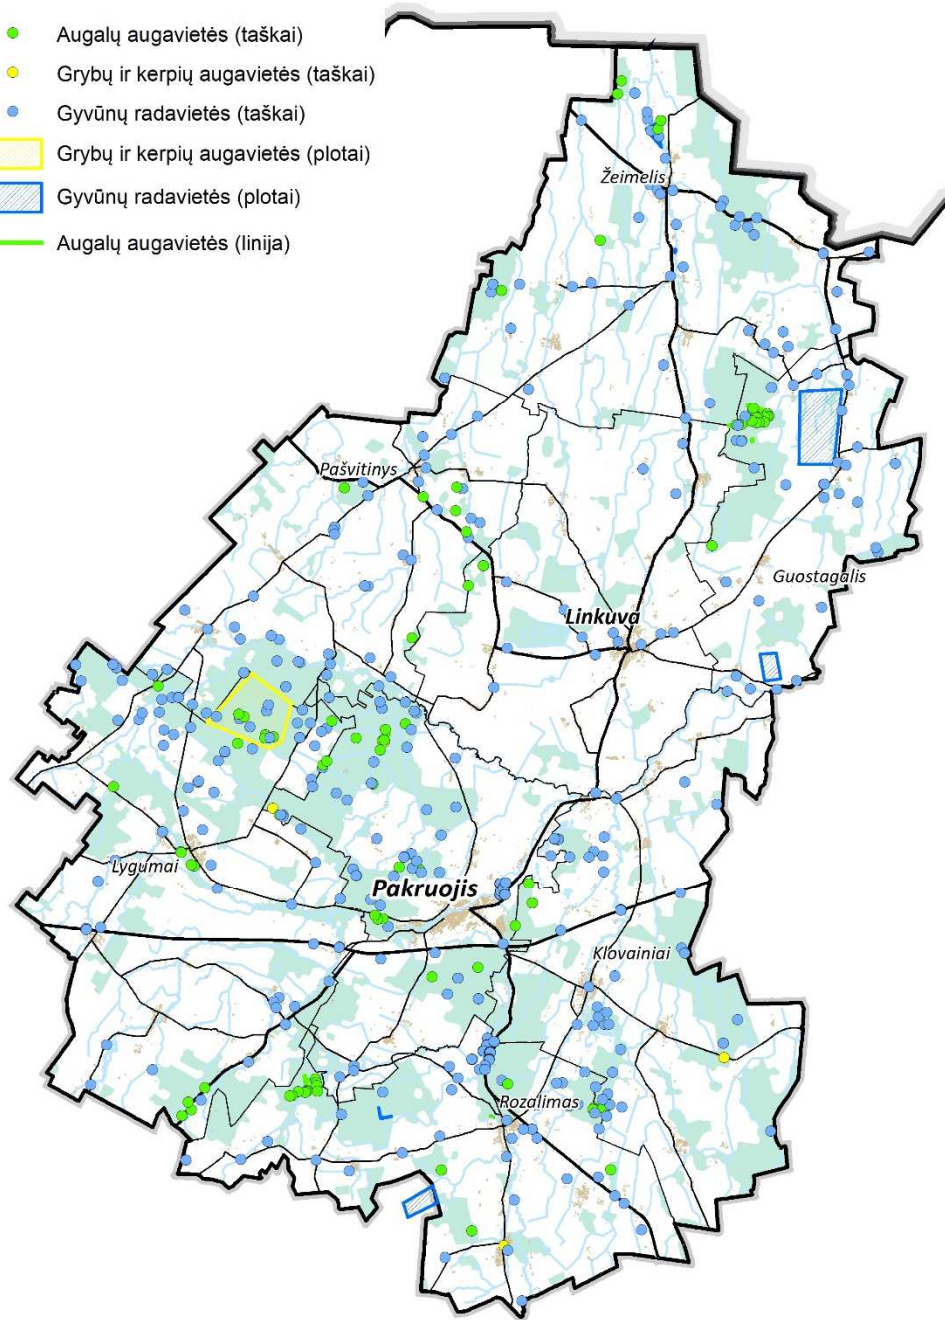 Augalų augavietės (taškai)
Grybų ir kerpių augavietės (taškai)
Gyvūnų radavietės (taškai)
Grybų ir kerpių augavietės (plotai)
Gyvūnų radavietės (plotai)
Augalų augavietės (linija)
Žeimelis
Pašvitinys
Guostagalis
Linkuva
Lygumai
Pakruojis
Klovainiai
Rozalimas